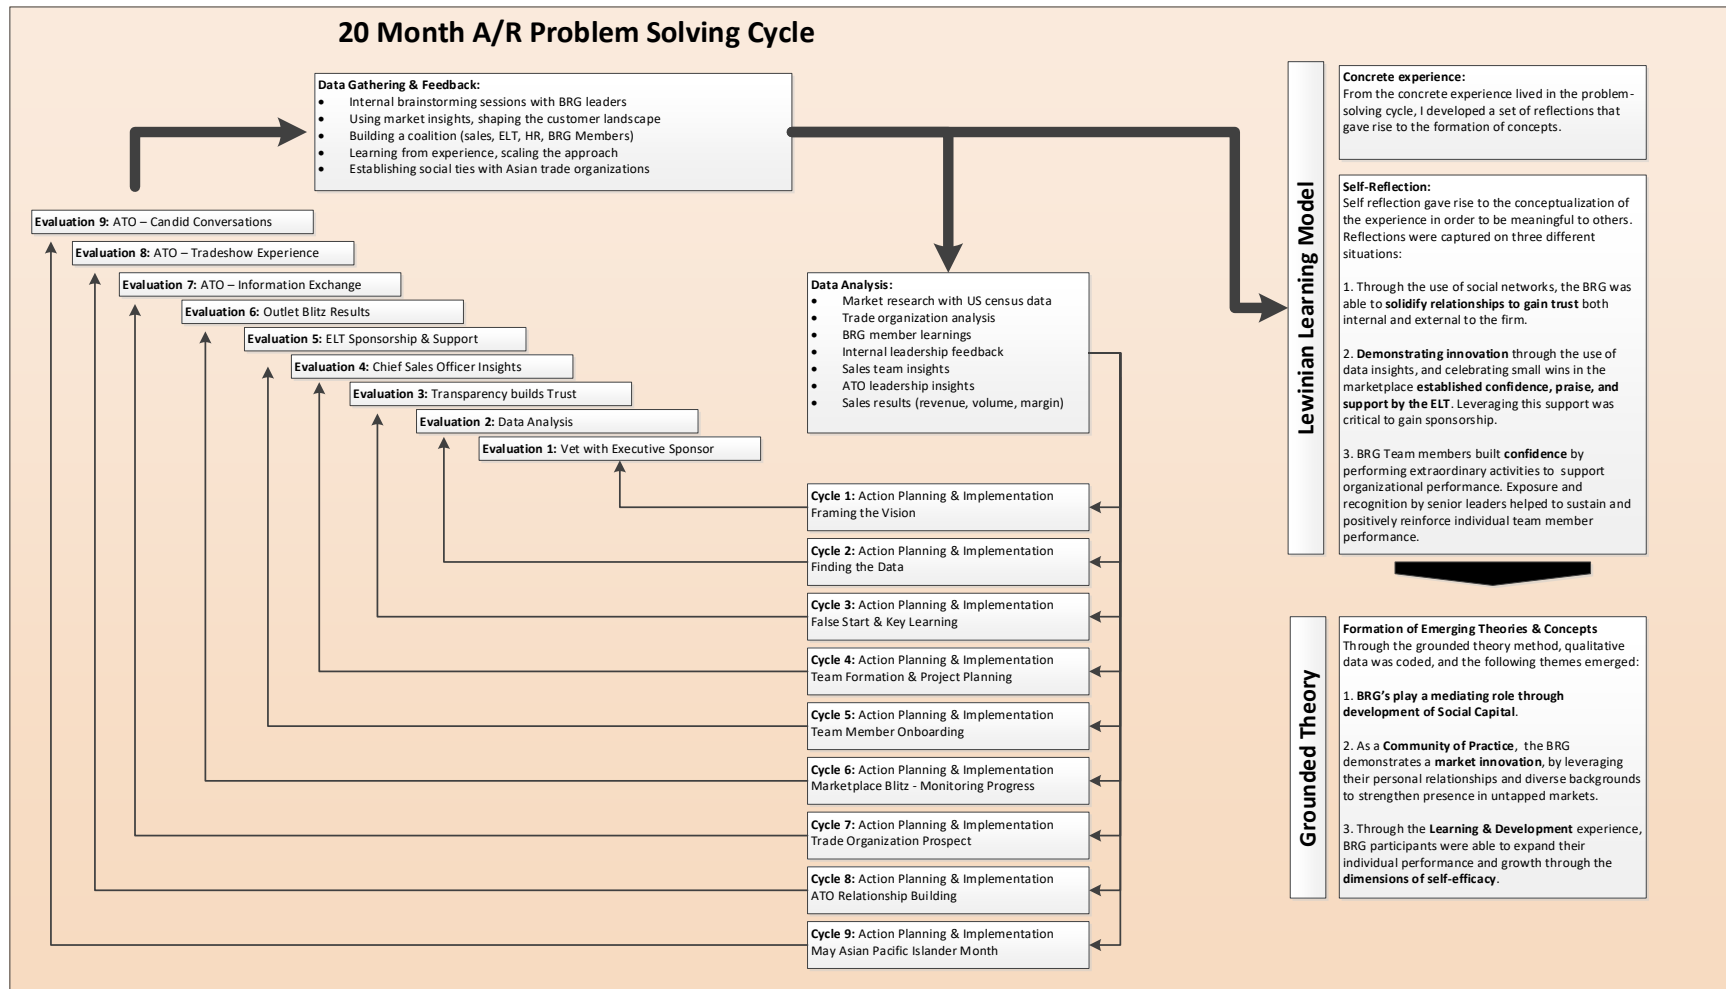 20 Month A/R Problem Solving Cycle
Data Gathering & Feedback:
• Internal brainstorming sessions with BRG leaders
• Using market insights, shaping the customer landscape
• Building a coalition (sales, ELT, HR, BRG Members)
• Learning from experience, scaling the approach
• Establishing social ties with Asian trade organizations
Evaluation 9: ATO – Candid Conversations
Evaluation 8: ATO – Tradeshow Experience
Evaluation 7: ATO – Information Exchange
Evaluation 6: Outlet Blitz Results
Evaluation 5: ELT Sponsorship & Support
Evaluation 4: Chief Sales Officer Insights
Evaluation 3: Transparency builds Trust
Evaluation 2: Data Analysis
Evaluation 1: Vet with Executive Sponsor
Data Analysis:
• Market research with US census data
• Trade organization analysis
• BRG member learnings
• Internal leadership feedback
• Sales team insights
• ATO leadership insights
• Sales results (revenue, volume, margin)
Cycle 1: Action Planning & Implementation
Framing the Vision
Cycle 2: Action Planning & Implementation
Finding the Data
Cycle 3: Action Planning & Implementation
False Start & Key Learning
Cycle 4: Action Planning & Implementation
Team Formation & Project Planning
Cycle 5: Action Planning & Implementation
Team Member Onboarding
Cycle 6: Action Planning & Implementation
Marketplace Blitz - Monitoring Progress
Cycle 7: Action Planning & Implementation
Trade Organization Prospect
Cycle 8: Action Planning & Implementation
ATO Relationship Building
Cycle 9: Action Planning & Implementation
May Asian Pacific Islander Month
Lewinian Learning Model
Concrete experience:
From the concrete experience lived in the problem-
solving cycle, I developed a set of reflections that
gave rise to the formation of concepts.
Self-Reflection:
Self reflection gave rise to the conceptualization of
the experience in order to be meaningful to others.
Reflections were captured on three different
situations:
1. Through the use of social networks, the BRG was
able to solidify relationships to gain trust both
internal and external to the firm.
2. Demonstrating innovation through the use of
data insights, and celebrating small wins in the
marketplace established confidence, praise, and
support by the ELT. Leveraging this support was
critical to gain sponsorship.
3. BRG Team members built confidence by
performing extraordinary activities to support
organizational performance. Exposure and
recognition by senior leaders helped to sustain and
positively reinforce individual team member
performance.
Grounded Theory
Formation of Emerging Theories & Concepts
Through the grounded theory method, qualitative
data was coded, and the following themes emerged:
1. BRG's play a mediating role through
development of Social Capital.
2. As a Community of Practice, the BRG
demonstrates a market innovation, by leveraging
their personal relationships and diverse backgrounds
to strengthen presence in untapped markets.
3. Through the Learning & Development experience,
BRG participants were able to expand their
individual performance and growth through the
dimensions of self-efficacy.